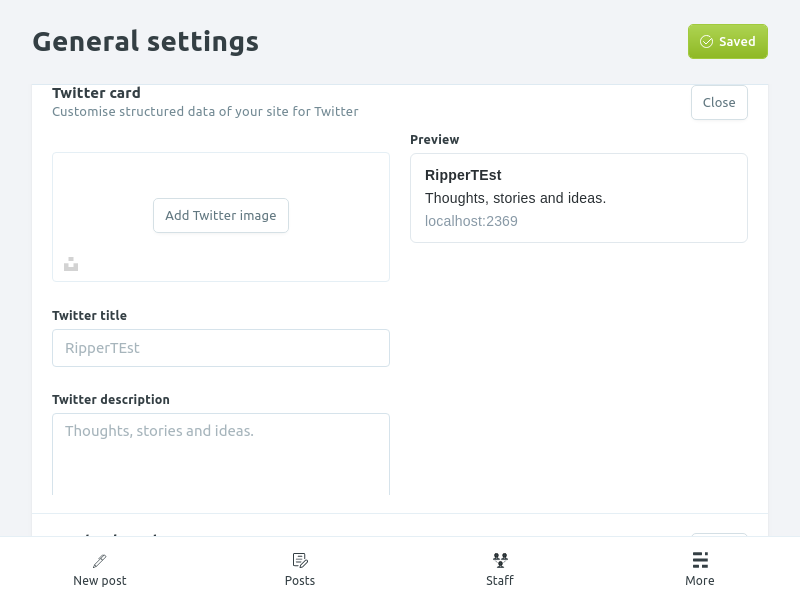 General settings
Saved
Twitter card
Customise structured data of your site for Twitter
Close
Preview
RipperTEst
Thoughts, stories and ideas.
localhost:2369
Add Twitter image
Twitter title
RipperTEst
Twitter description
Thoughts, stories and ideas.
New post
Posts
Staff
More